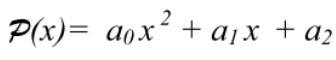 𝒫(x) = a₀x² + a₁x + a₂